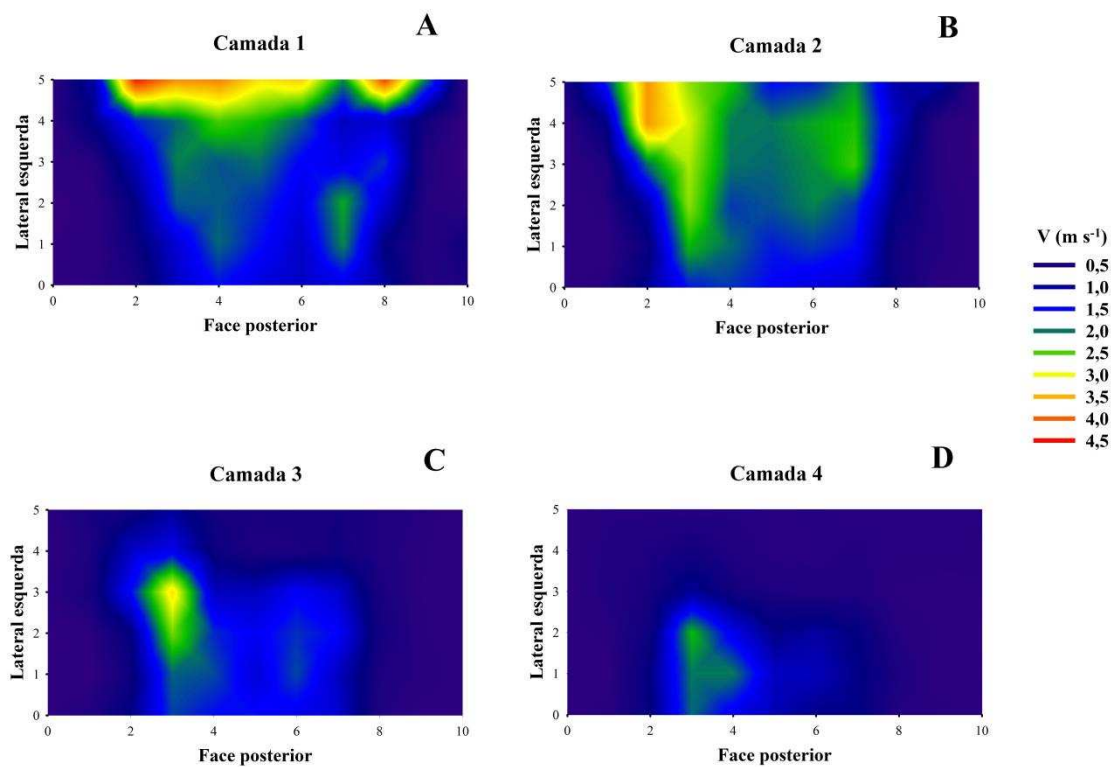 A
Camada 1
Lateral esquerda
5
4
3
2
1
0
0 2 4 6 8 10
Face posterior
B
Camada 2
Lateral esquerda
5
4
3
2
1
0
0 2 4 6 8 10
Face posterior
V (m s⁻¹)
0,5
1,0
1,5
2,0
2,5
3,0
3,5
4,0
4,5
C
Camada 3
Lateral esquerda
5
4
3
2
1
0
0 2 4 6 8 10
Face posterior
D
Camada 4
Lateral esquerda
5
4
3
2
1
0
0 2 4 6 8 10
Face posterior